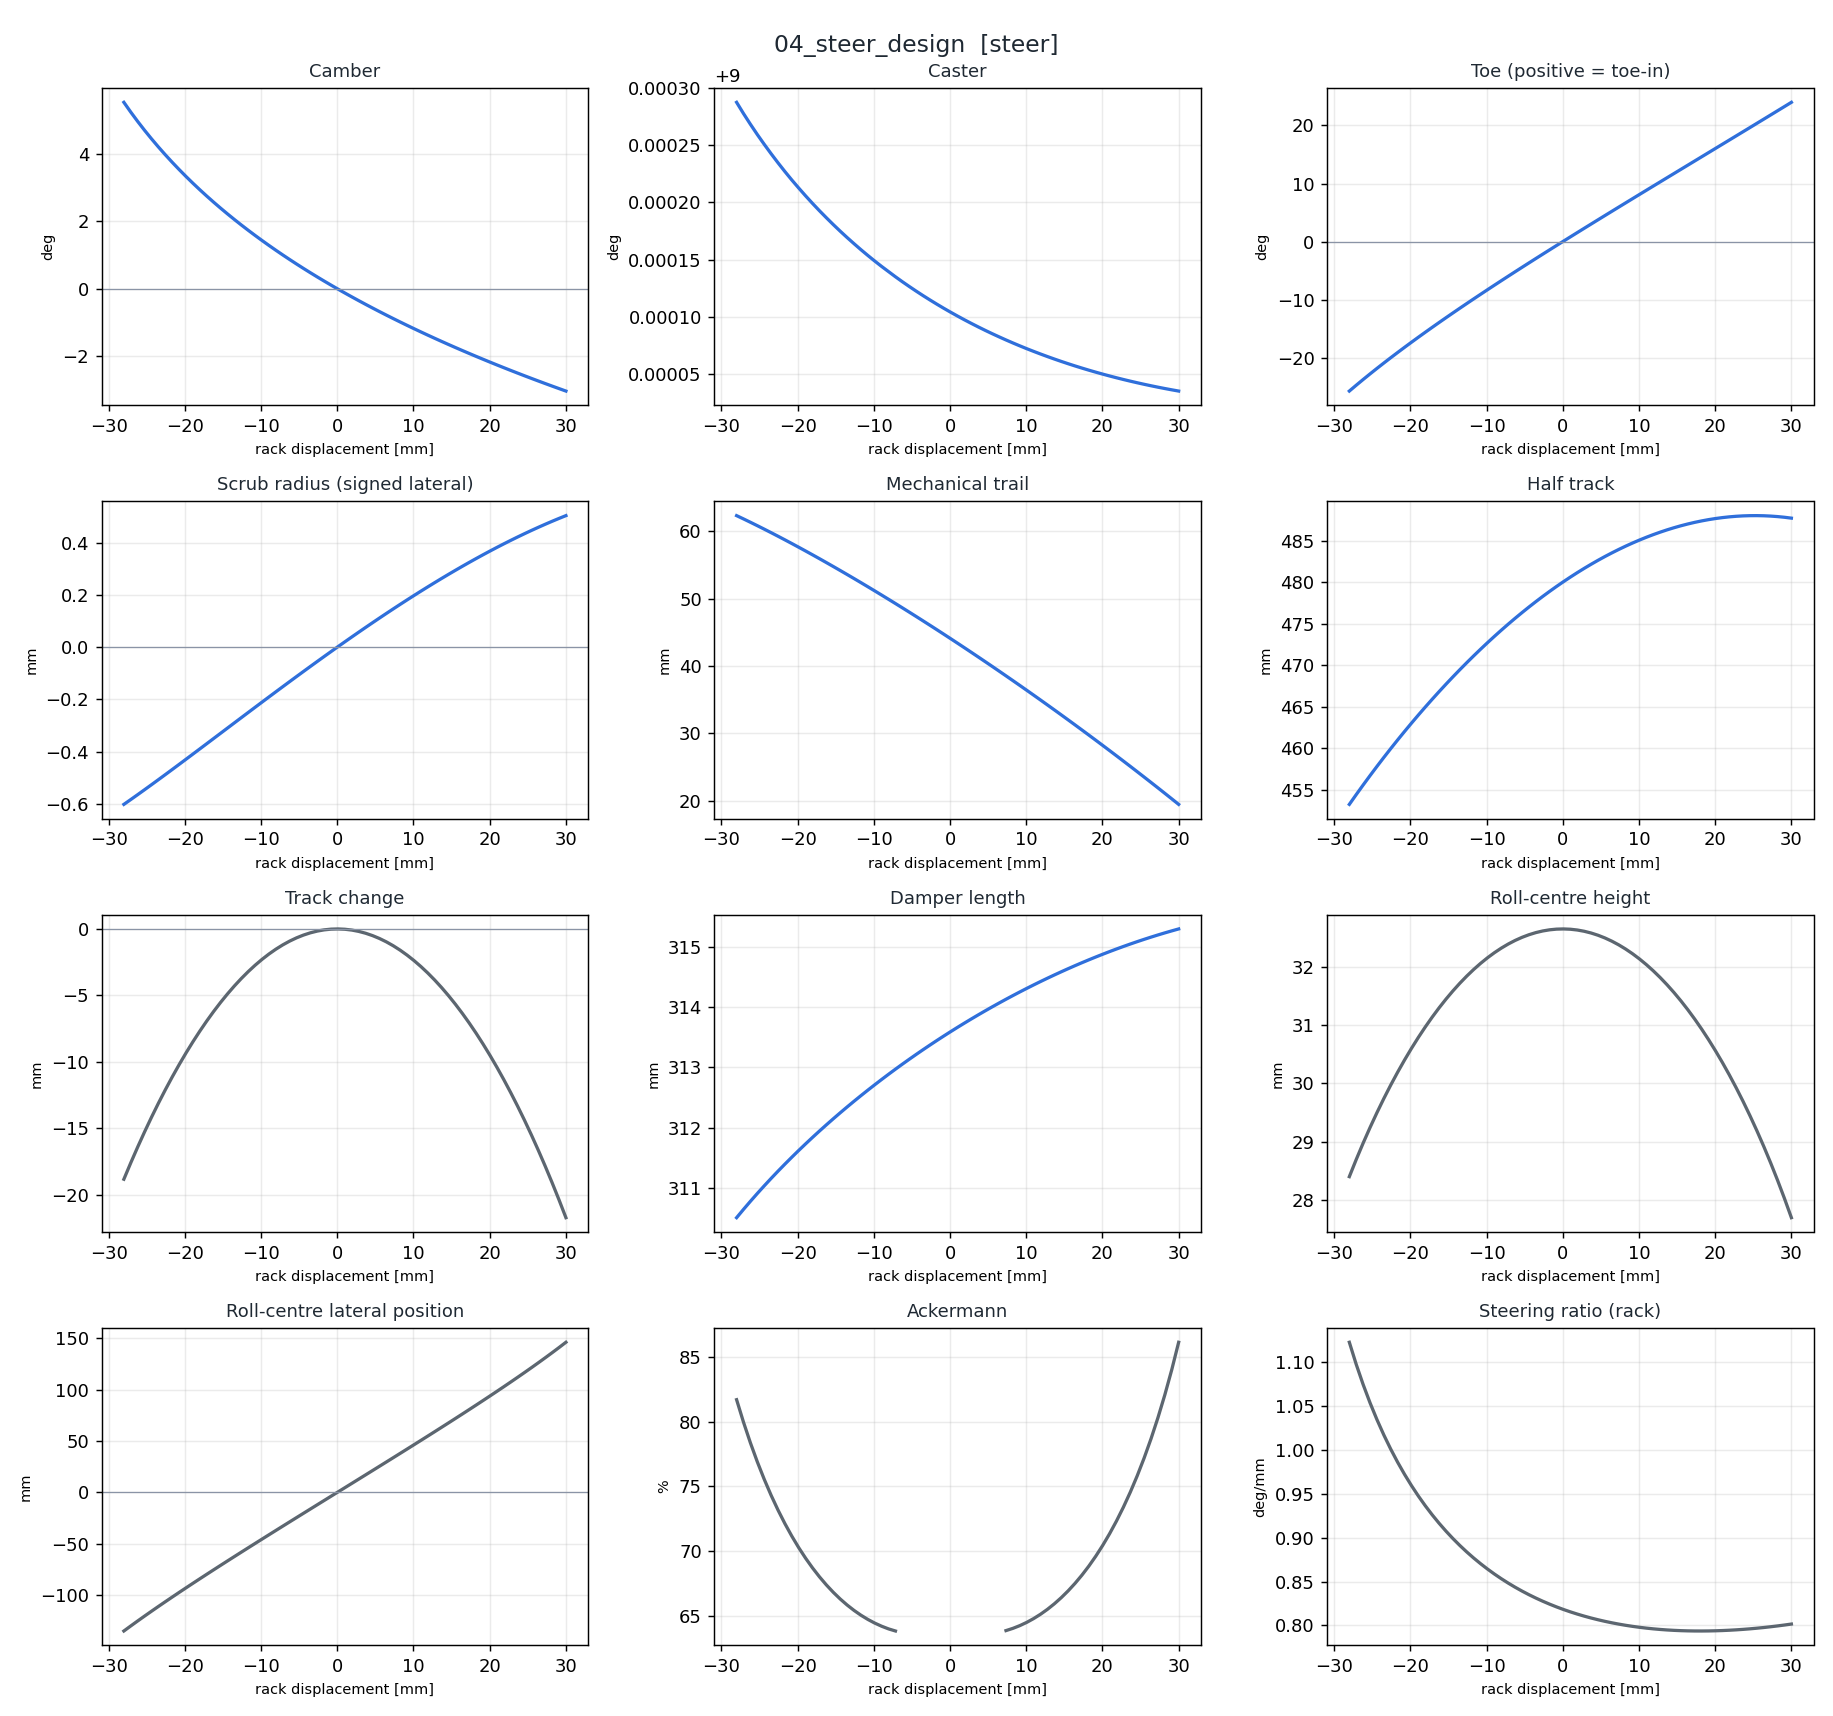 04_steer_design [steer]
Camber
4
2
0
−2
deg
−30 −20 −10 0 10 20 30
rack displacement [mm]
Caster
+9
0.00030
0.00025
0.00020
0.00015
0.00010
0.00005
deg
−30 −20 −10 0 10 20 30
rack displacement [mm]
Toe (positive = toe-in)
20
10
0
−10
−20
deg
−30 −20 −10 0 10 20 30
rack displacement [mm]
Scrub radius (signed lateral)
0.4
0.2
0.0
−0.2
−0.4
−0.6
mm
−30 −20 −10 0 10 20 30
rack displacement [mm]
Mechanical trail
60
50
40
30
20
mm
−30 −20 −10 0 10 20 30
rack displacement [mm]
Half track
485
480
475
470
465
460
455
mm
−30 −20 −10 0 10 20 30
rack displacement [mm]
Track change
0
−5
−10
−15
−20
mm
−30 −20 −10 0 10 20 30
rack displacement [mm]
Damper length
315
314
313
312
311
mm
−30 −20 −10 0 10 20 30
rack displacement [mm]
Roll-centre height
32
31
30
29
28
mm
−30 −20 −10 0 10 20 30
rack displacement [mm]
Roll-centre lateral position
150
100
50
0
−50
−100
mm
−30 −20 −10 0 10 20 30
rack displacement [mm]
Ackermann
85
80
75
70
65
%
−30 −20 −10 0 10 20 30
rack displacement [mm]
Steering ratio (rack)
1.10
1.05
1.00
0.95
0.90
0.85
0.80
deg/mm
−30 −20 −10 0 10 20 30
rack displacement [mm]